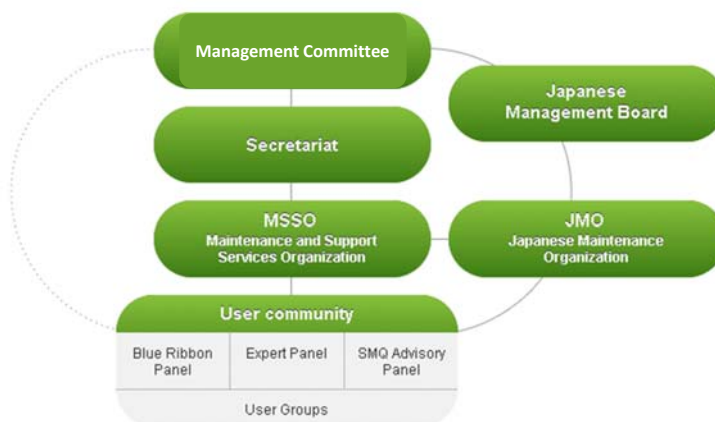 Management Committee
Japanese
Management Board
Secretariat
MSSO
Maintenance and Support
Services Organization
JMO
Japanese Maintenance
Organization
User community
Blue Ribbon
Panel
Expert Panel
SMQ Advisory
Panel
User Groups